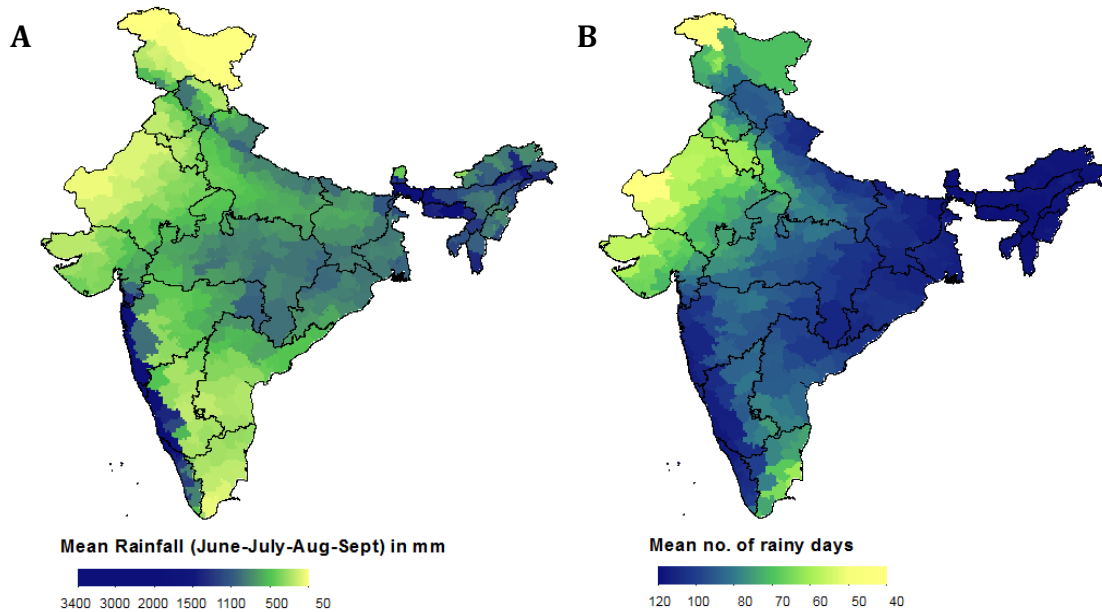 A
B
Mean Rainfall (June-July-Aug-Sept) in mm
3400 3000 2000 1500 1100 500 50
Mean no. of rainy days
120 100 90 80 70 60 50 40